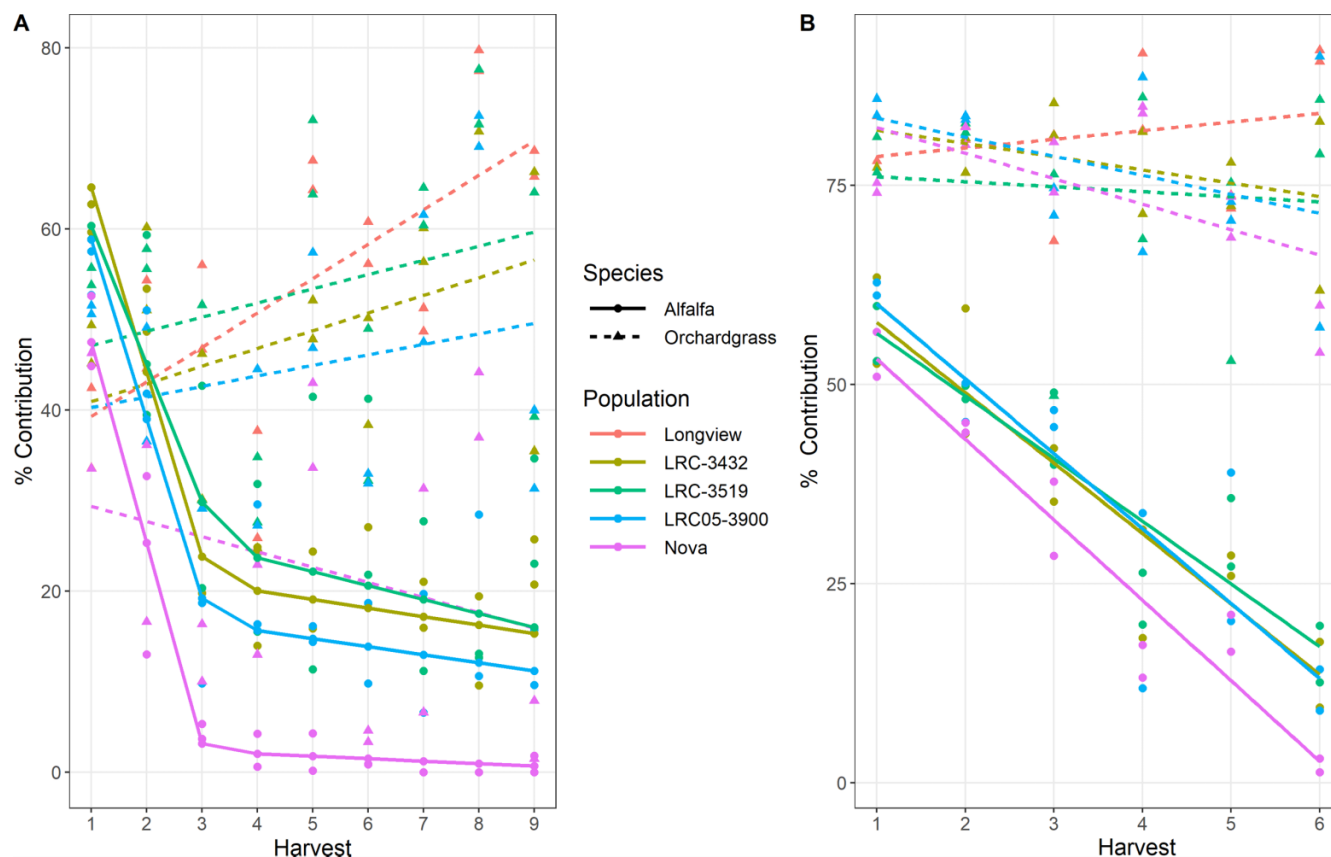 A
% Contribution
80
60
40
20
0
1 2 3 4 5 6 7 8 9
Harvest
Species
Alfalfa
Orchardgrass
Population
Longview
LRC-3432
LRC-3519
LRC05-3900
Nova
B
% Contribution
75
50
25
0
1 2 3 4 5 6
Harvest